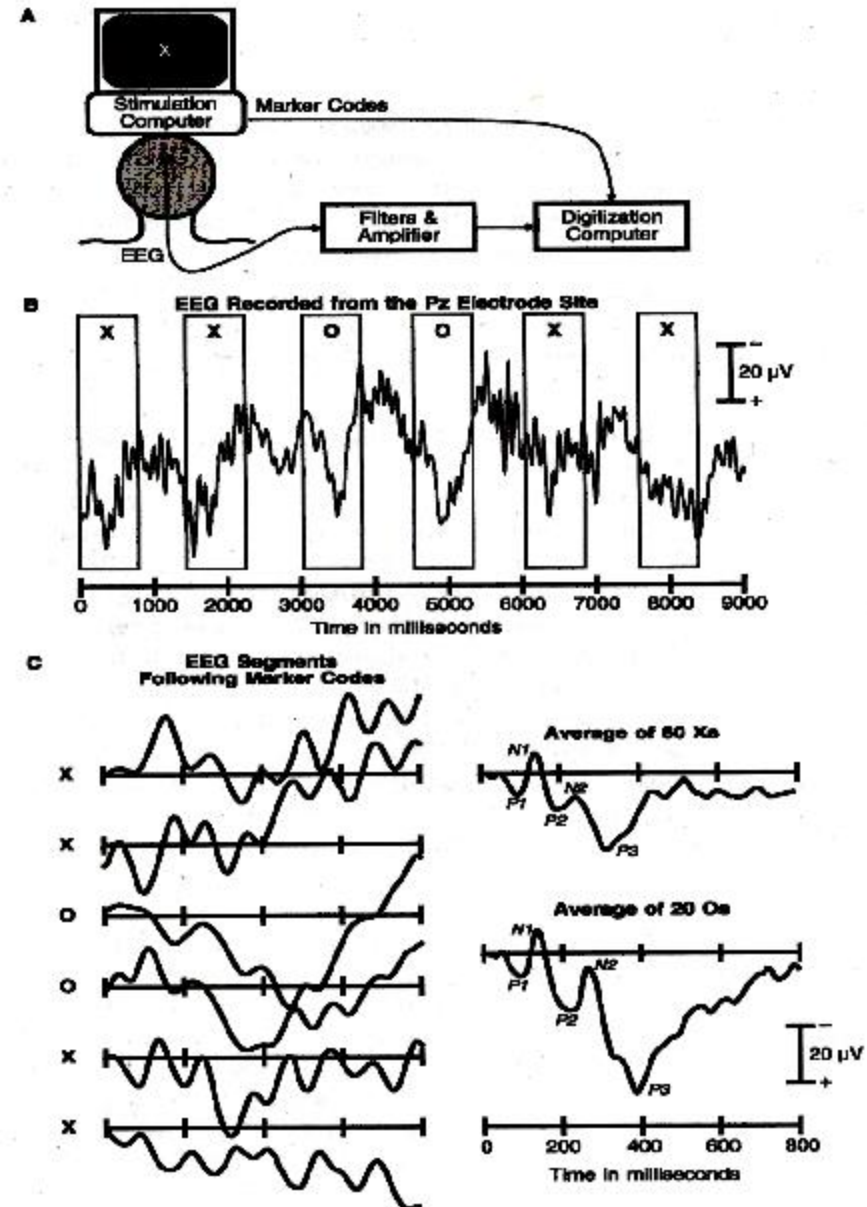 A
X
Stimulation
Computer
Marker Codes
Filters &
Amplifier
Digitization
Computer
EEG
B
EEG Recorded from the Pz Electrode Site
X X O O X X
−
20 µV
+
0 1000 2000 3000 4000 5000 6000 7000 8000 9000
Time in milliseconds
C
EEG Segments
Following Marker Codes
X
X
O
O
X
X
Average of 80 Xs
N1
P1
P2
N2
P3
Average of 20 Os
N1
P1
P2
N2
P3
−
20 µV
+
0 200 400 600 800
Time in milliseconds